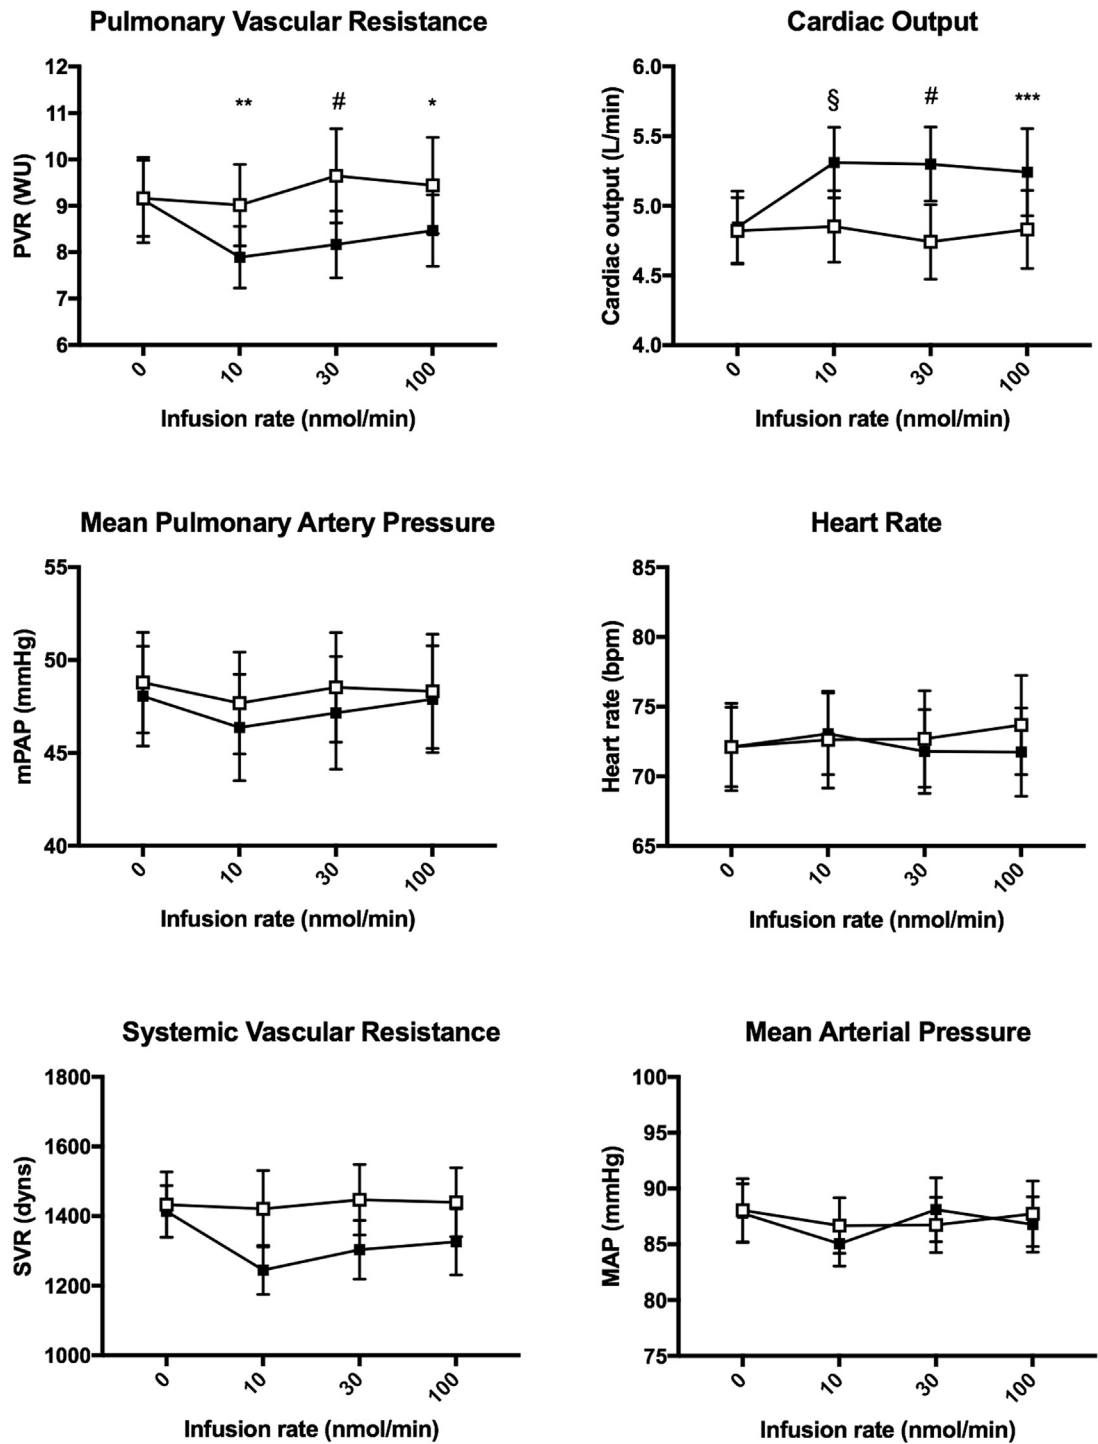 Pulmonary Vascular Resistance
PVR (WU)
12
11
10
9
8
7
6
** # *
0 10 30 100
Infusion rate (nmol/min)
Cardiac Output
Cardiac output (L/min)
6.0
5.5
5.0
4.5
4.0
§ # ***
0 10 30 100
Infusion rate (nmol/min)
Mean Pulmonary Artery Pressure
mPAP (mmHg)
55
50
45
40
0 10 30 100
Infusion rate (nmol/min)
Heart Rate
Heart rate (bpm)
85
80
75
70
65
0 10 30 100
Infusion rate (nmol/min)
Systemic Vascular Resistance
SVR (dyns)
1800
1600
1400
1200
1000
0 10 30 100
Infusion rate (nmol/min)
Mean Arterial Pressure
MAP (mmHg)
100
95
90
85
80
75
0 10 30 100
Infusion rate (nmol/min)